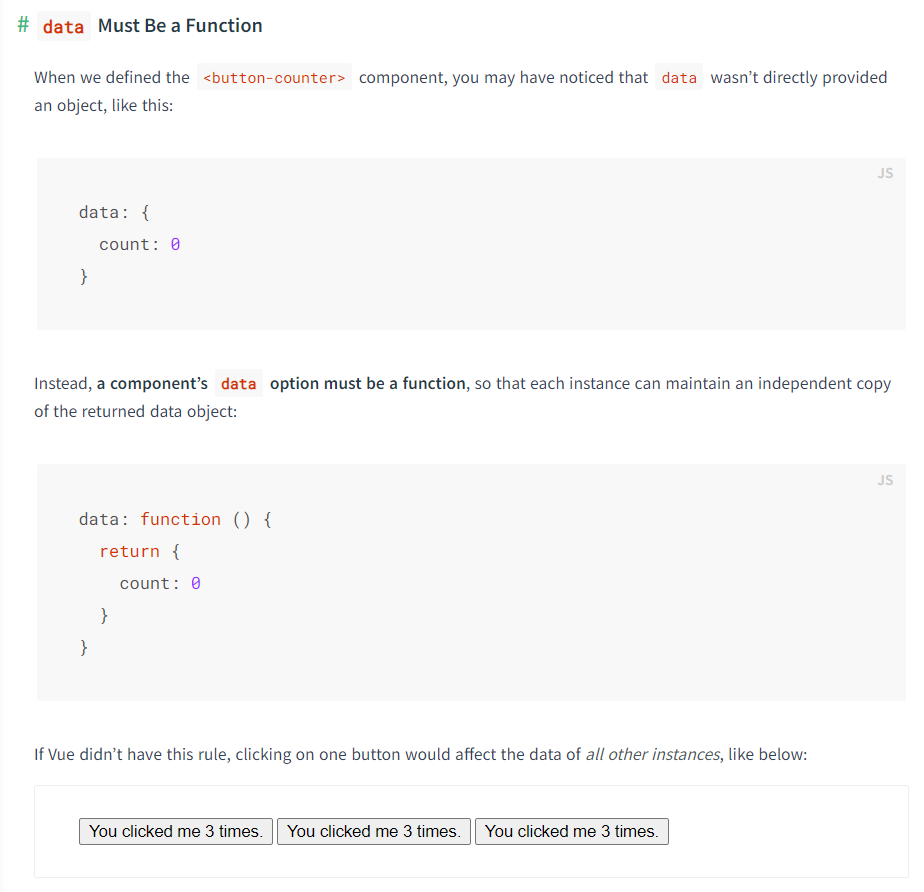 # data Must Be a Function
When we defined the <button-counter> component, you may have noticed that data wasn’t directly provided
an object, like this:
JS
data: {
  count: 0
}
Instead, a component’s data option must be a function, so that each instance can maintain an independent copy
of the returned data object:
JS
data: function () {
  return {
    count: 0
  }
}
If Vue didn’t have this rule, clicking on one button would affect the data of all other instances, like below:
You clicked me 3 times. You clicked me 3 times. You clicked me 3 times.